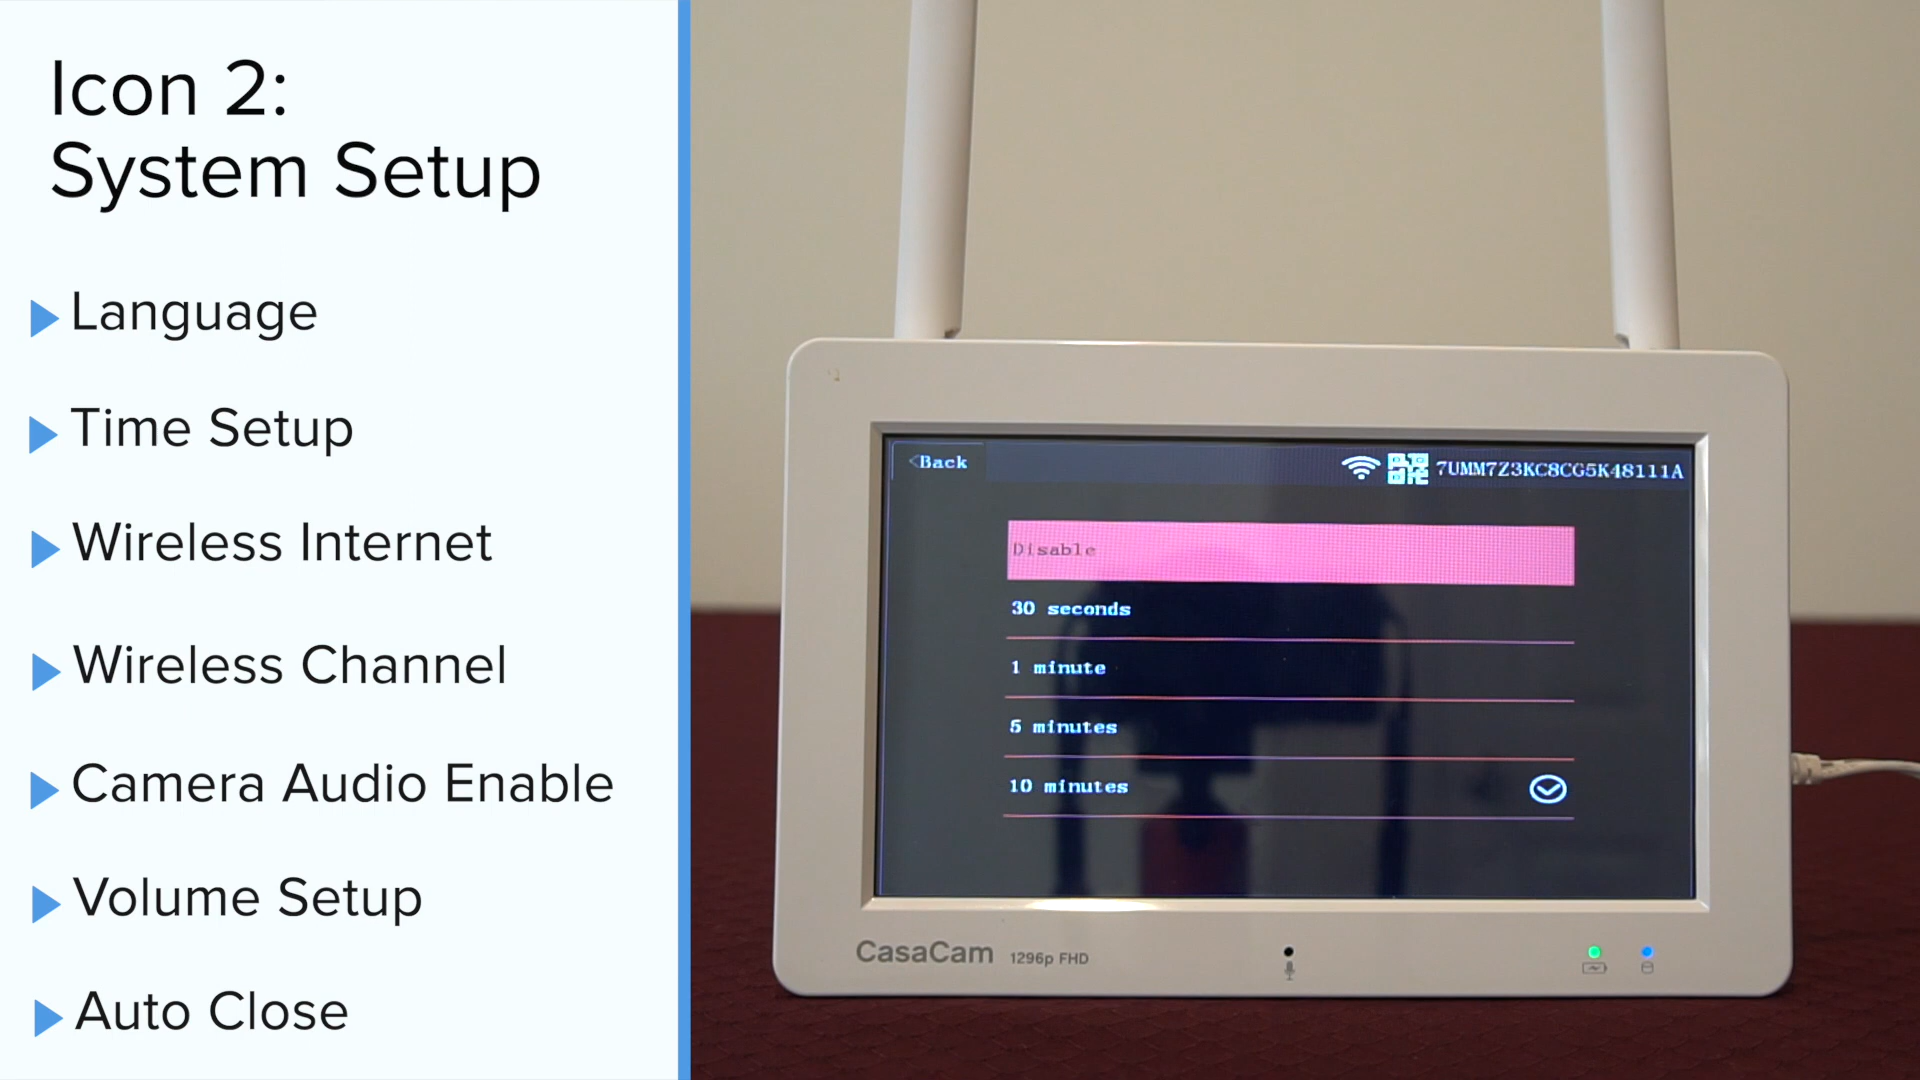 Icon 2:
System Setup
Language
Time Setup
Wireless Internet
Wireless Channel
Camera Audio Enable
Volume Setup
Auto Close
<Back
7UMM7Z3KC8CG5K48111A
Disable
30 seconds
1 minute
5 minutes
10 minutes
CasaCam 1296p FHD